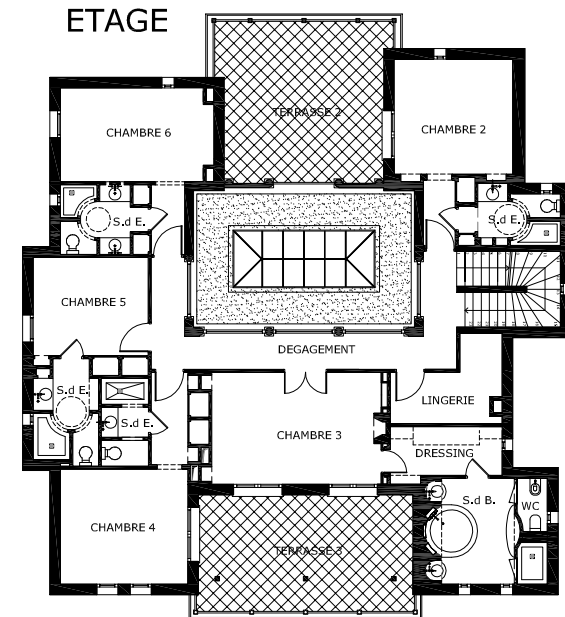 ETAGE
TERRASSE 2
CHAMBRE 6
CHAMBRE 2
S.d E.
S.d E.
CHAMBRE 5
DEGAGEMENT
S.d E.
LINGERIE
S.d E.
CHAMBRE 3
DRESSING
S.d B.
WC
CHAMBRE 4
TERRASSE 3